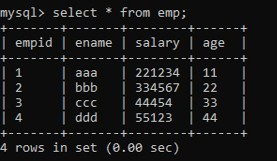 mysql> select * from emp;
+-------+-------+--------+------+
| empid | ename | salary | age  |
+-------+-------+--------+------+
| 1     | aaa   | 221234 | 11   |
| 2     | bbb   | 334567 | 22   |
| 3     | ccc   | 44454  | 33   |
| 4     | ddd   | 55123  | 44   |
+-------+-------+--------+------+
4 rows in set (0.00 sec)